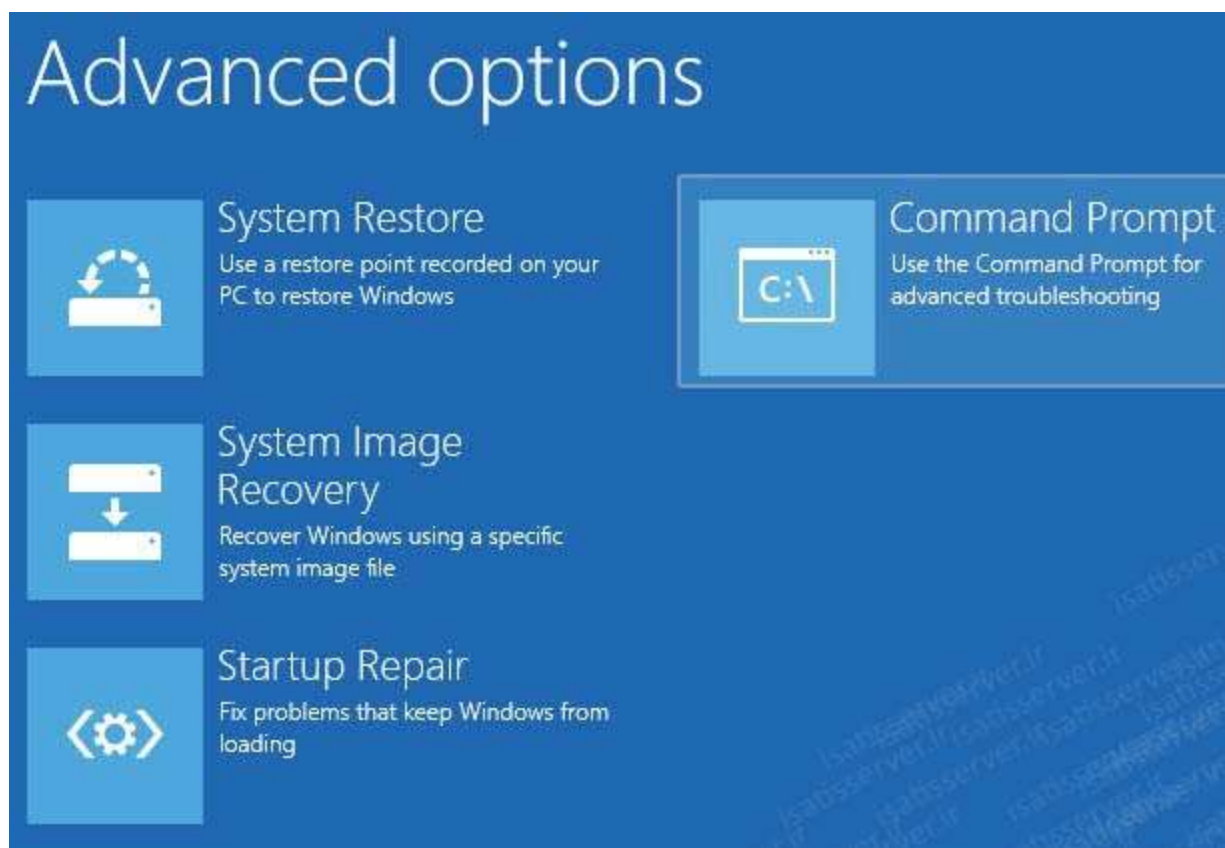 Advanced options
System Restore
Use a restore point recorded on your
PC to restore Windows
Command Prompt
C:\
Use the Command Prompt for
advanced troubleshooting
System Image
Recovery
Recover Windows using a specific
system image file
Startup Repair
Fix problems that keep Windows from
loading